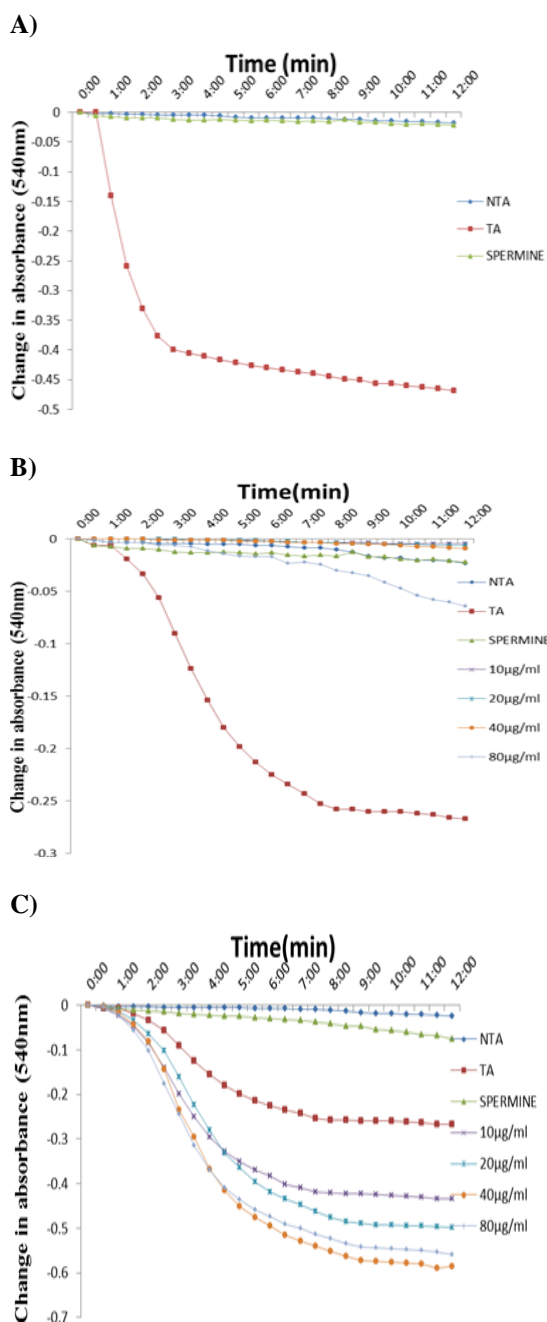 A)
Time (min)
0:00 1:00 2:00 3:00 4:00 5:00 6:00 7:00 8:00 9:00 10:00 11:00 12:00
0
-0.05
-0.1
-0.15
-0.2
-0.25
-0.3
-0.35
-0.4
-0.45
-0.5
Change in absorbance (540nm)
NTA
TA
SPERMINE
B)
Time(min)
0:00 1:00 2:00 3:00 4:00 5:00 6:00 7:00 8:00 9:00 10:00 11:00 12:00
0
-0.05
-0.1
-0.15
-0.2
-0.25
-0.3
Change in absorbance (540nm)
NTA
TA
SPERMINE
10µg/ml
20µg/ml
40µg/ml
80µg/ml
C)
Time(min)
0:00 1:00 2:00 3:00 4:00 5:00 6:00 7:00 8:00 9:00 10:00 11:00 12:00
0
-0.1
-0.2
-0.3
-0.4
-0.5
-0.6
-0.7
Change in absorbance (540nm)
NTA
TA
SPERMINE
10µg/ml
20µg/ml
40µg/ml
80µg/ml